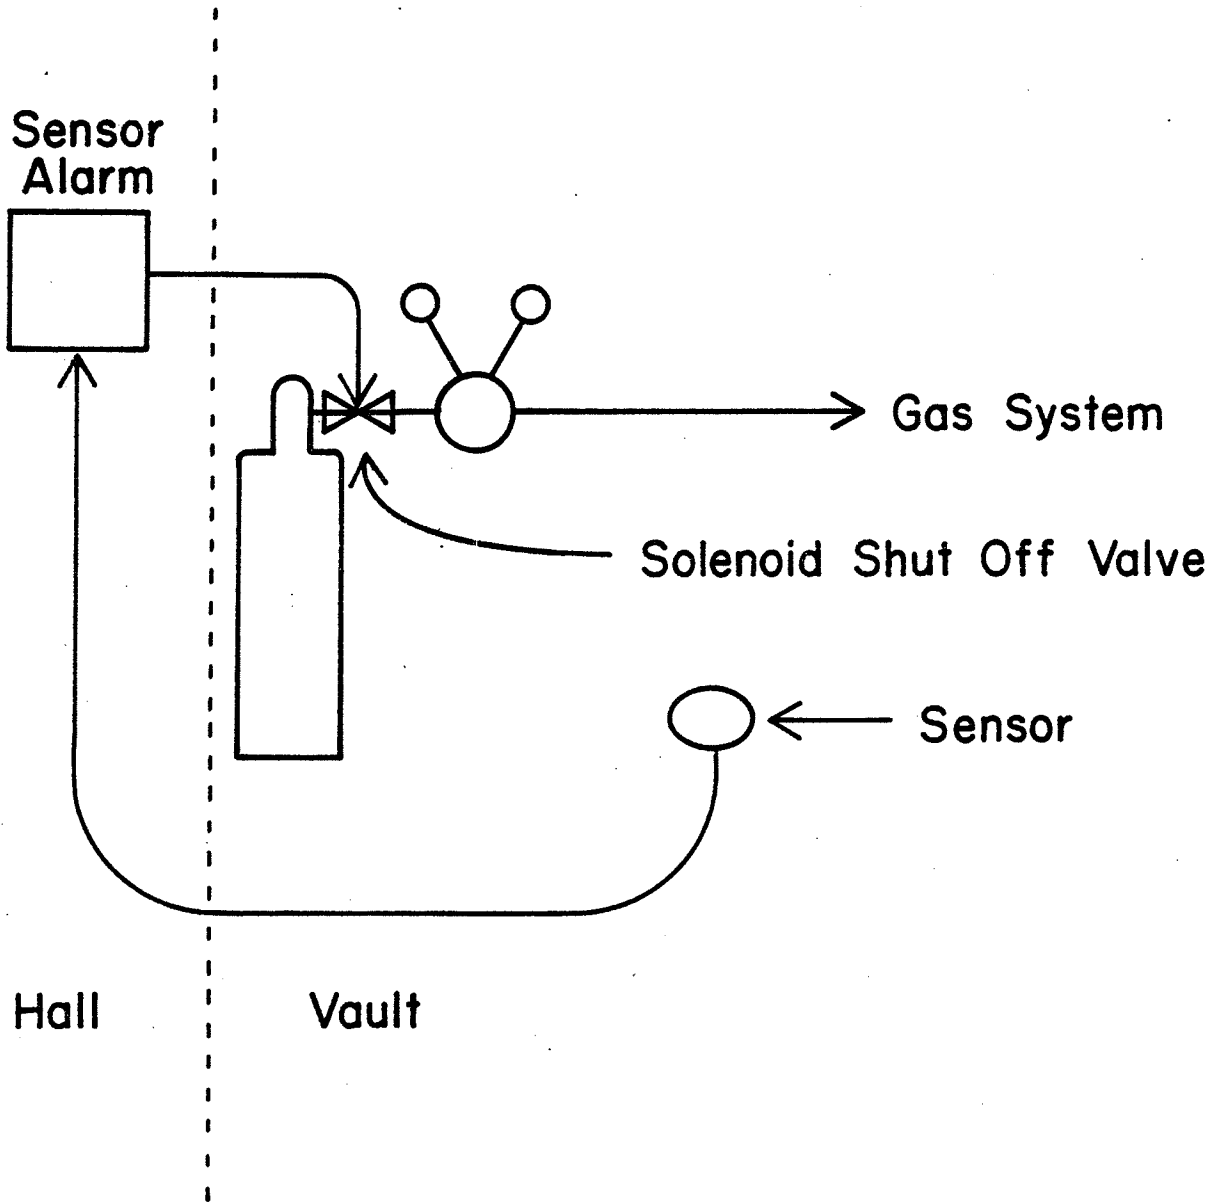 Sensor
Alarm
Gas System
Solenoid Shut Off Valve
Sensor
Hall
Vault